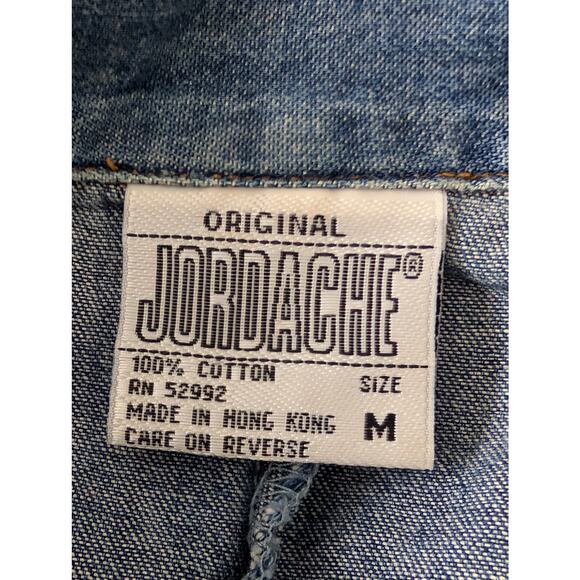 ORIGINAL
JORDACHE®
100% COTTON
RN 52992
MADE IN HONG KONG
CARE ON REVERSE
SIZE
M